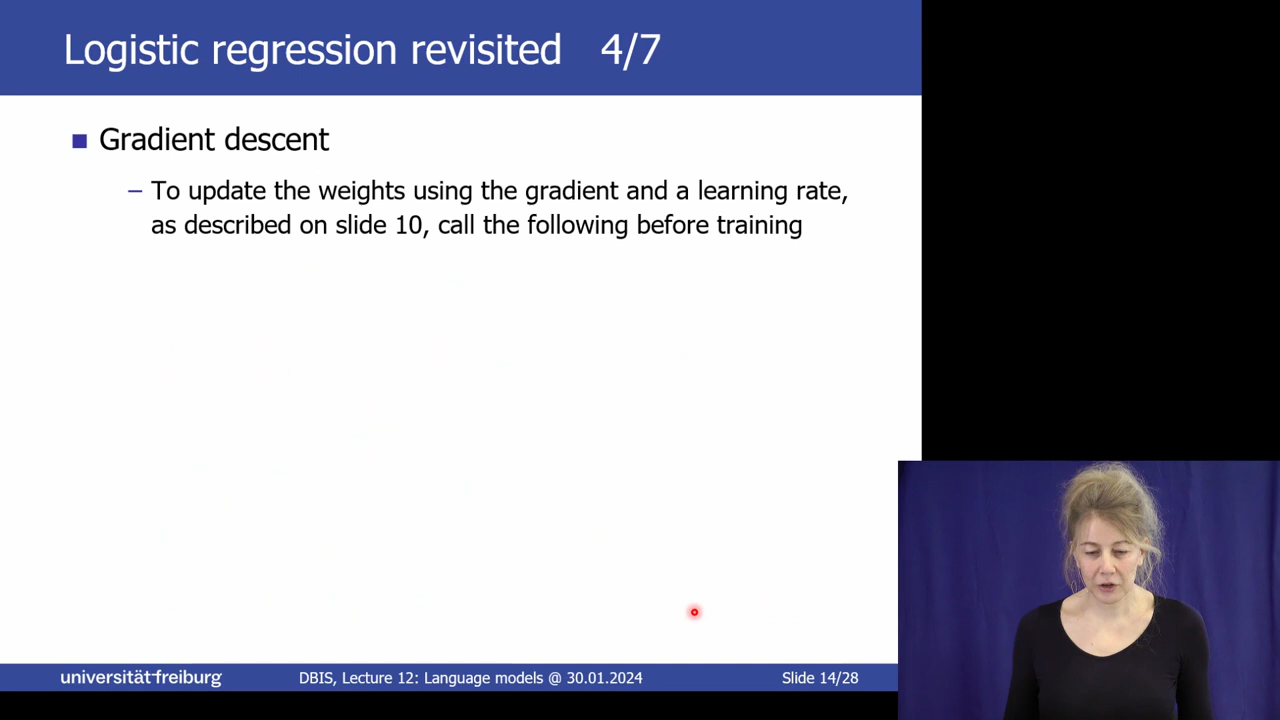 Logistic regression revisited 4/7
Gradient descent
– To update the weights using the gradient and a learning rate,
as described on slide 10, call the following before training
universität freiburg
DBIS, Lecture 12: Language models @ 30.01.2024
Slide 14/28